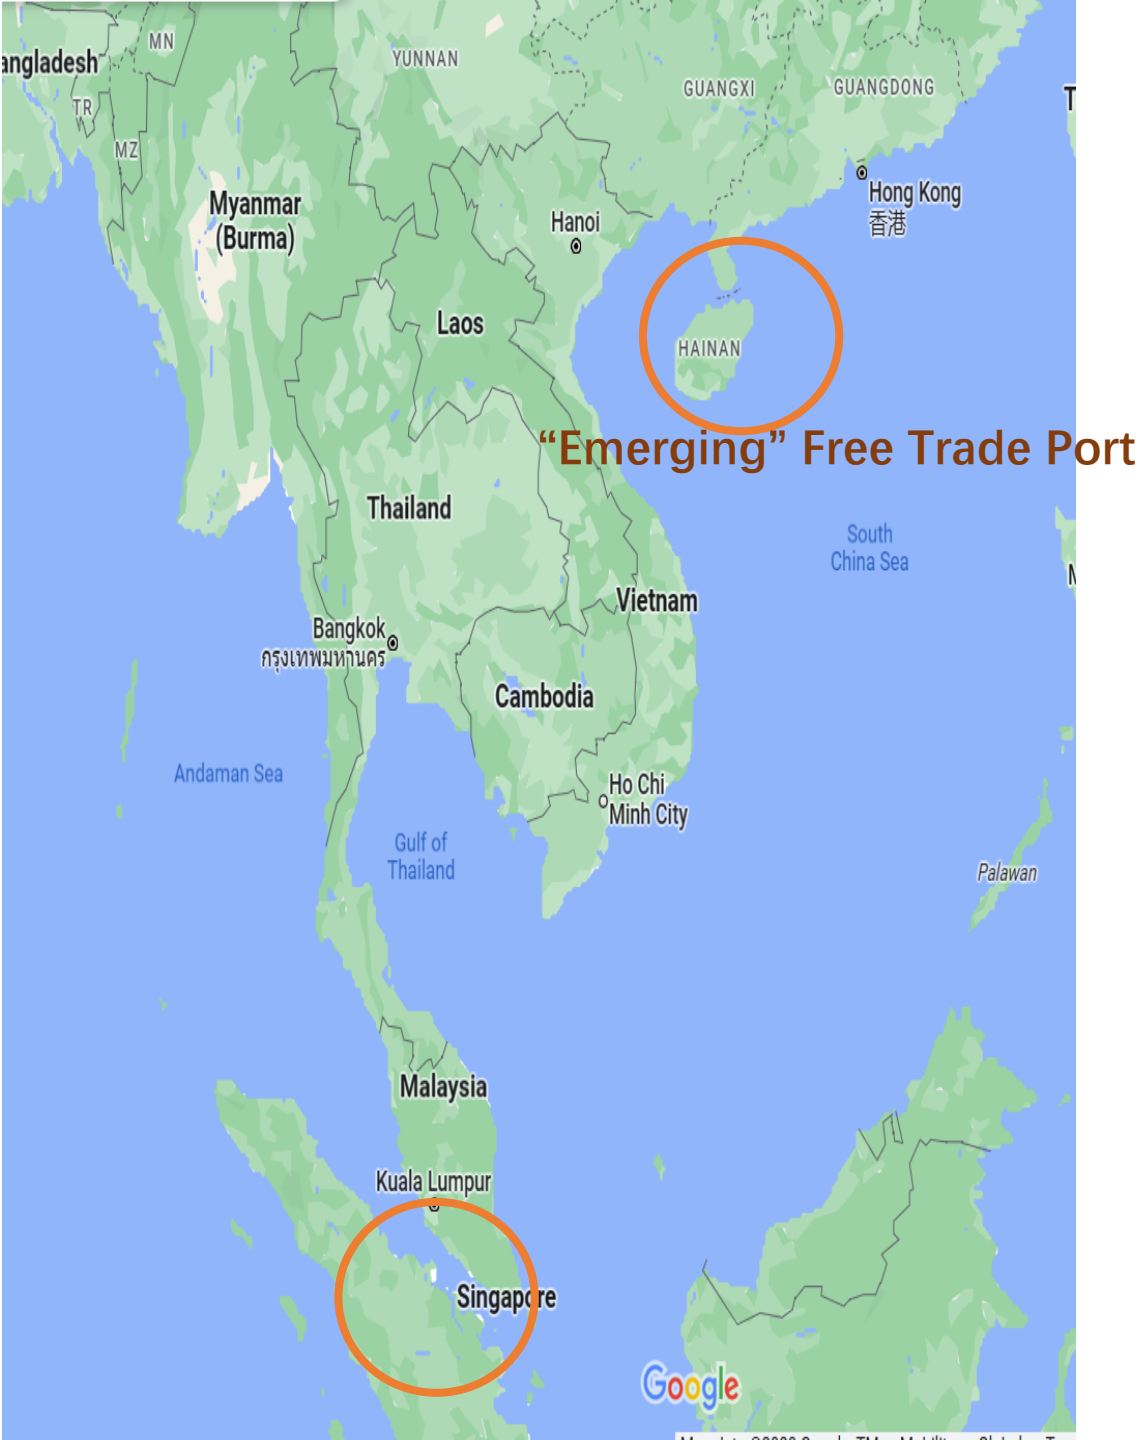 MN
YUNNAN
angladesh
GUANGXI
GUANGDONG
TR
MZ
Hong Kong
香港
Myanmar
(Burma)
Hanoi
Laos
HAINAN
“Emerging” Free Trade Port
Thailand
South
China Sea
Vietnam
Bangkok
กรุงเทพมหานคร
Cambodia
Andaman Sea
Ho Chi
Minh City
Gulf of
Thailand
Palawan
Malaysia
Kuala Lumpur
Singapore
Google